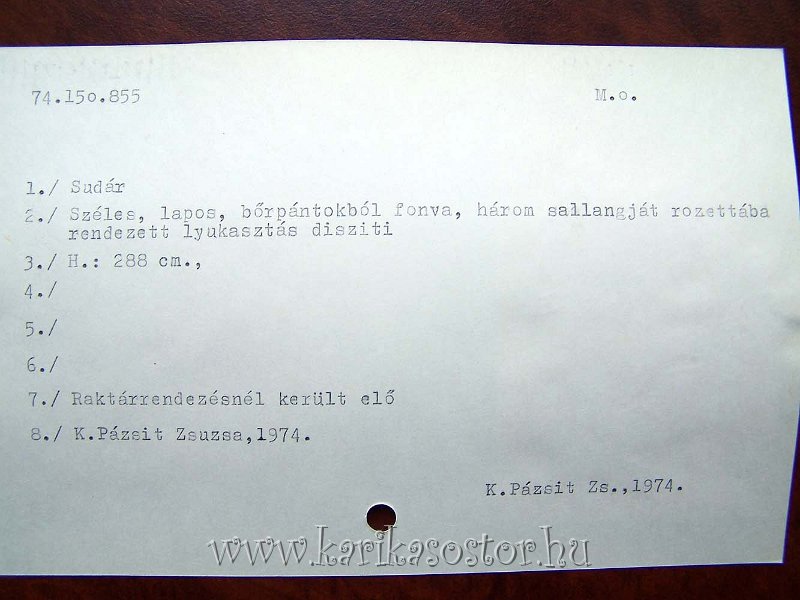 74.15o.855 M.o.
1./ Sudár
2./ Széles, lapos, bőrpántokból fonva, három sallangját rozettába
rendezett lyukasztás disziti
3./ H.: 288 cm.,
4./
5./
6./
7./ Raktárrendezésnél került elő
8./ K.Pázsit Zsuzsa,1974.
K.Pázsit Zs.,1974.
www.karikasostor.hu